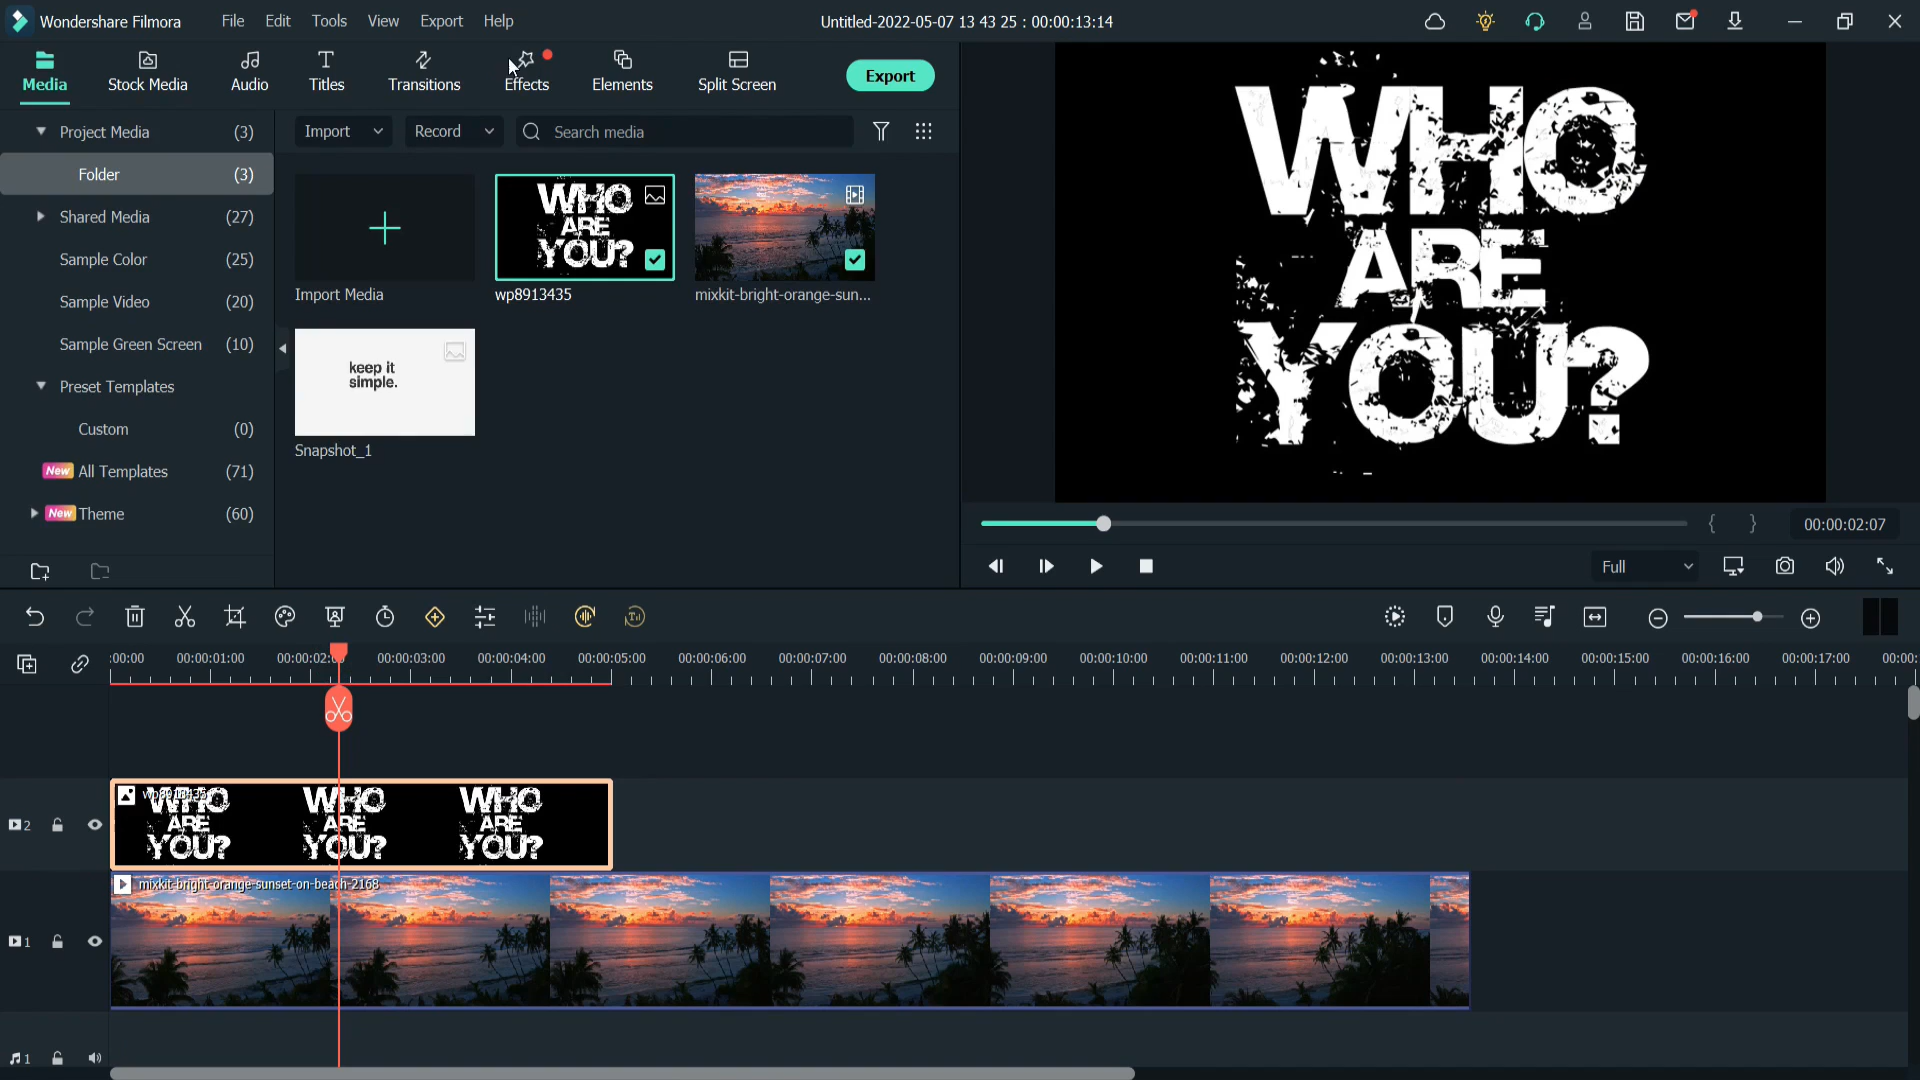 Wondershare Filmora File Edit Tools View Export Help Untitled-2022-05-07 13 43 25 : 00:00:13:14
Media Stock Media Audio Titles Transitions Effects Elements Split Screen Export
Project Media (3)
Folder (3)
Shared Media (27)
Sample Color (25)
Sample Video (20)
Sample Green Screen (10)
Preset Templates
Custom (0)
New All Templates (71)
New Theme (60)
Import Record Search media
WHO
ARE
YOU?
Import Media wp8913435 mixkit-bright-orange-sun...
keep it
simple.
Snapshot_1
WHO
ARE
YOU?
{ } 00:00:02:07
Full
:00:00 00:00:01:00 00:00:02:0 00:00:03:00 00:00:04:00 00:00:05:00 00:00:06:00 00:00:07:00 00:00:08:00 00:00:09:00 00:00:10:00 00:00:11:00 00:00:12:00 00:00:13:00 00:00:14:00 00:00:15:00 00:00:16:00 00:00:17:00 00:00:
2 wp8913435
WHO WHO WHO
ARE ARE ARE
YOU? YOU? YOU?
mixkit-bright-orange-sunset-on-beach-2168
1
1